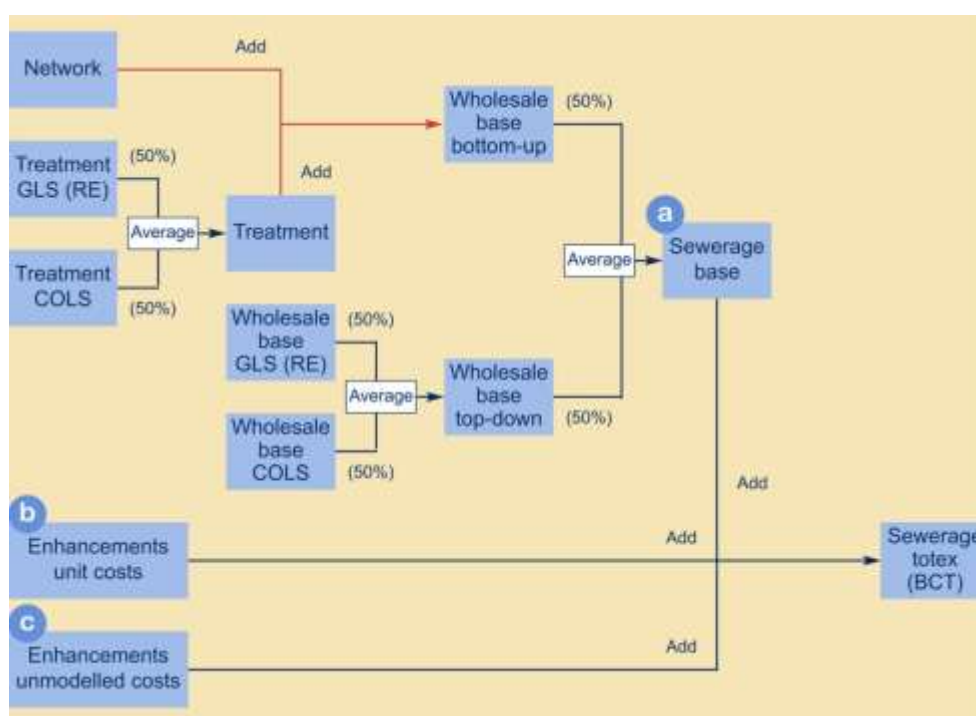 Add
Network
Wholesale
base
bottom-up
(50%)
Treatment
GLS (RE)
(50%)
Add
Average
Treatment
a
Sewerage
base
Average
Treatment
COLS
(50%)
Wholesale
base
GLS (RE)
(50%)
Average
Wholesale
base
top-down
(50%)
Wholesale
base
COLS
(50%)
Add
b
Enhancements
unit costs
Add
Sewerage
totex
(BCT)
c
Enhancements
unmodelled costs
Add